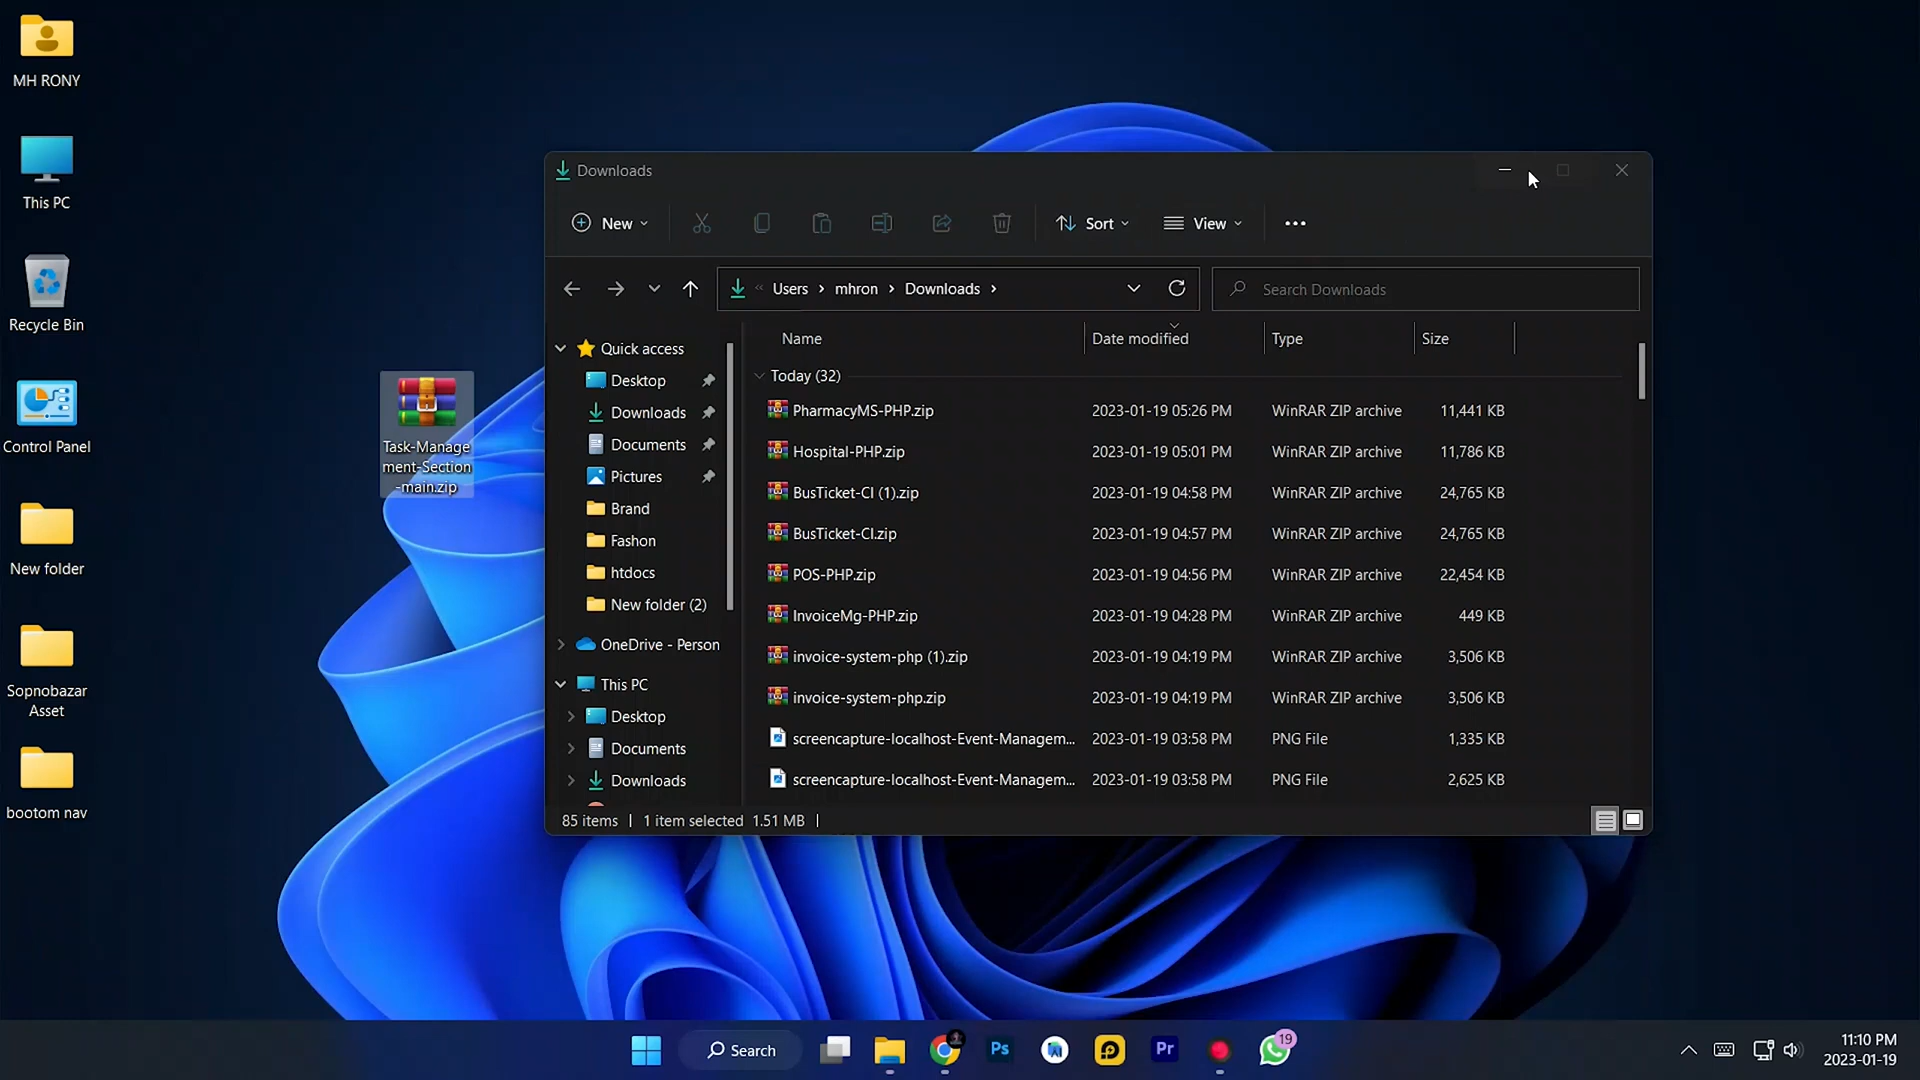 MH RONY
This PC
Recycle Bin
Control Panel
New folder
Sopnobazar
Asset
bootom nav
Task-Manage
ment-Section
-main.zip
Downloads
New
Sort
View
Users > mhron > Downloads >
Search Downloads
Quick access
Desktop
Downloads
Documents
Pictures
Brand
Fashon
htdocs
New folder (2)
OneDrive - Person
This PC
Desktop
Documents
Downloads
Name Date modified Type Size
Today (32)
PharmacyMS-PHP.zip 2023-01-19 05:26 PM WinRAR ZIP archive 11,441 KB
Hospital-PHP.zip 2023-01-19 05:01 PM WinRAR ZIP archive 11,786 KB
BusTicket-CI (1).zip 2023-01-19 04:58 PM WinRAR ZIP archive 24,765 KB
BusTicket-CI.zip 2023-01-19 04:57 PM WinRAR ZIP archive 24,765 KB
POS-PHP.zip 2023-01-19 04:56 PM WinRAR ZIP archive 22,454 KB
InvoiceMg-PHP.zip 2023-01-19 04:28 PM WinRAR ZIP archive 449 KB
invoice-system-php (1).zip 2023-01-19 04:19 PM WinRAR ZIP archive 3,506 KB
invoice-system-php.zip 2023-01-19 04:19 PM WinRAR ZIP archive 3,506 KB
screencapture-localhost-Event-Managem... 2023-01-19 03:58 PM PNG File 1,335 KB
screencapture-localhost-Event-Managem... 2023-01-19 03:58 PM PNG File 2,625 KB
85 items | 1 item selected 1.51 MB |
Search
Ps
Pr
19
11:10 PM
2023-01-19